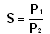 S = P₁ / P₂